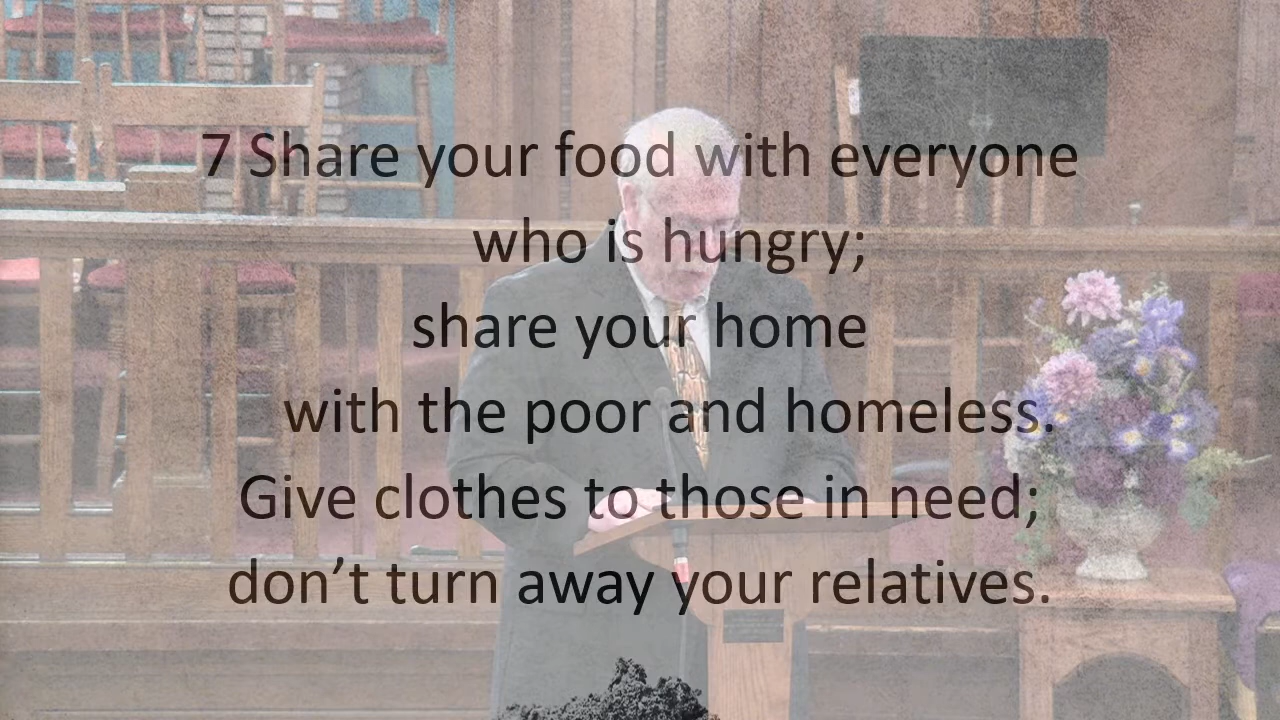 7 Share your food with everyone
who is hungry;
share your home
with the poor and homeless.
Give clothes to those in need;
don’t turn away your relatives.